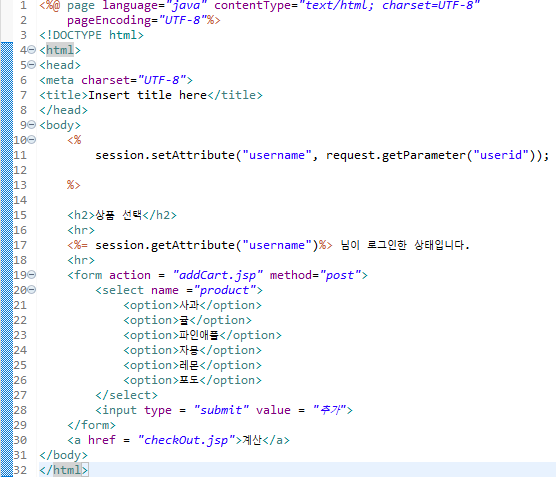 1 <%@ page language="java" contentType="text/html; charset=UTF-8"
2     pageEncoding="UTF-8"%>
3 <!DOCTYPE html>
4 <html>
5 <head>
6 <meta charset="UTF-8">
7 <title>Insert title here</title>
8 </head>
9 <body>
10     <%
11         session.setAttribute("username", request.getParameter("userid"));
12
13     %>
14
15     <h2>상품 선택</h2>
16     <hr>
17     <%= session.getAttribute("username")%> 님이 로그인한 상태입니다.
18     <hr>
19     <form action = "addCart.jsp" method="post">
20         <select name ="product">
21             <option>사과</option>
22             <option>귤</option>
23             <option>파인애플</option>
24             <option>자몽</option>
25             <option>레몬</option>
26             <option>포도</option>
27         </select>
28         <input type = "submit" value = "추가">
29     </form>
30     <a href = "checkOut.jsp">계산</a>
31 </body>
32 </html>